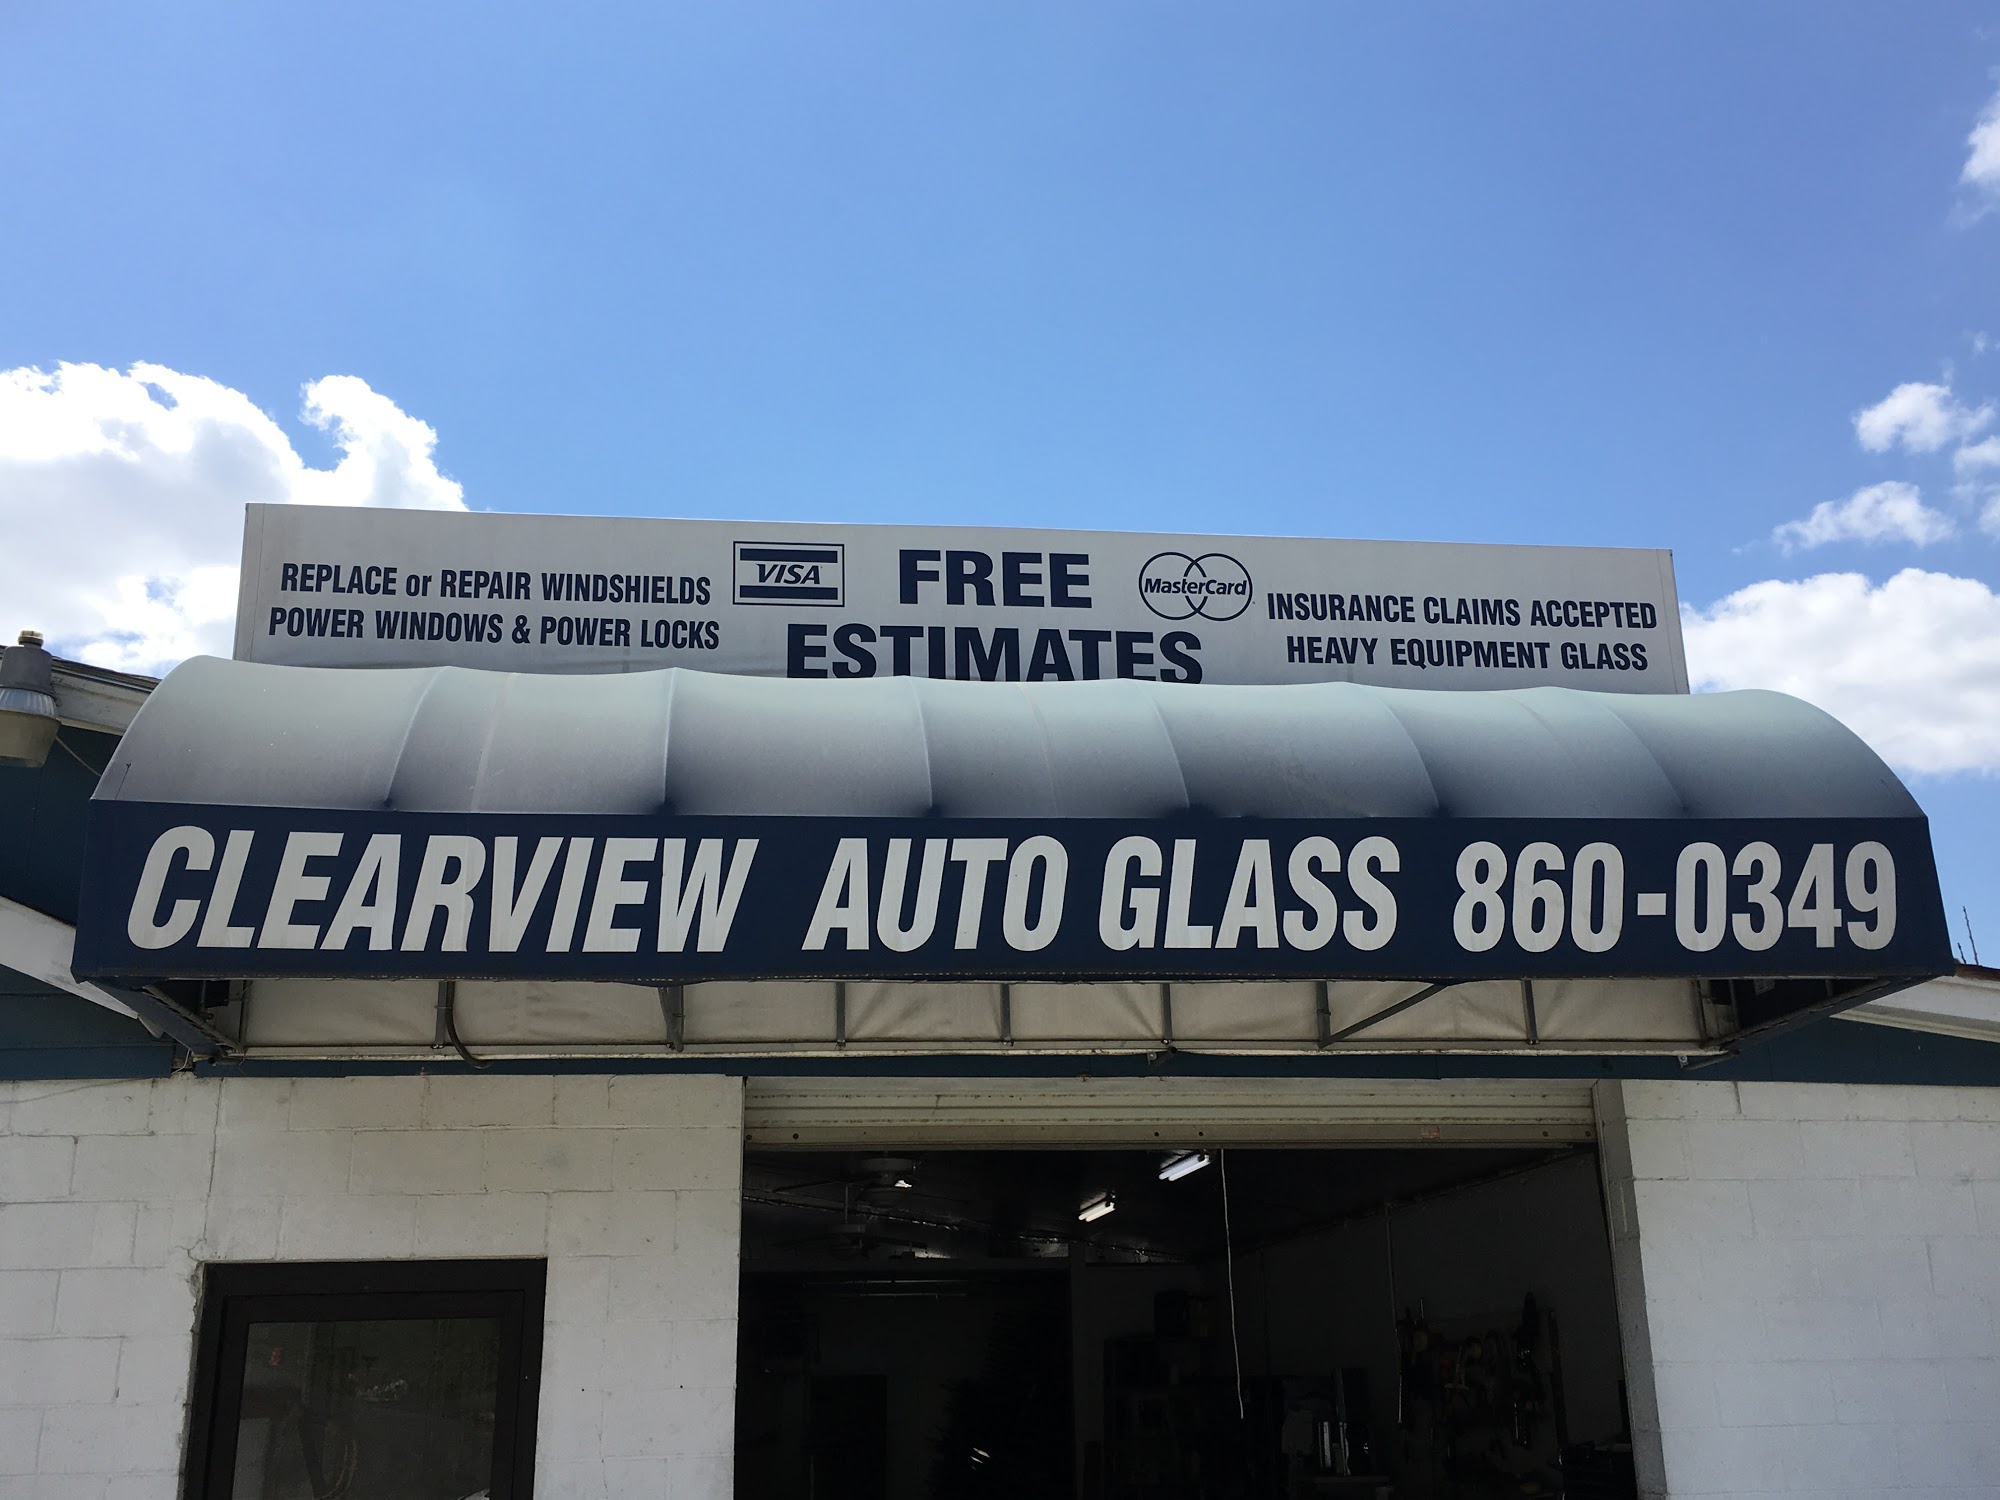 REPLACE or REPAIR WINDSHIELDS
POWER WINDOWS & POWER LOCKS
VISA
FREE
ESTIMATES
MasterCard
INSURANCE CLAIMS ACCEPTED
HEAVY EQUIPMENT GLASS
CLEARVIEW AUTO GLASS 860-0349